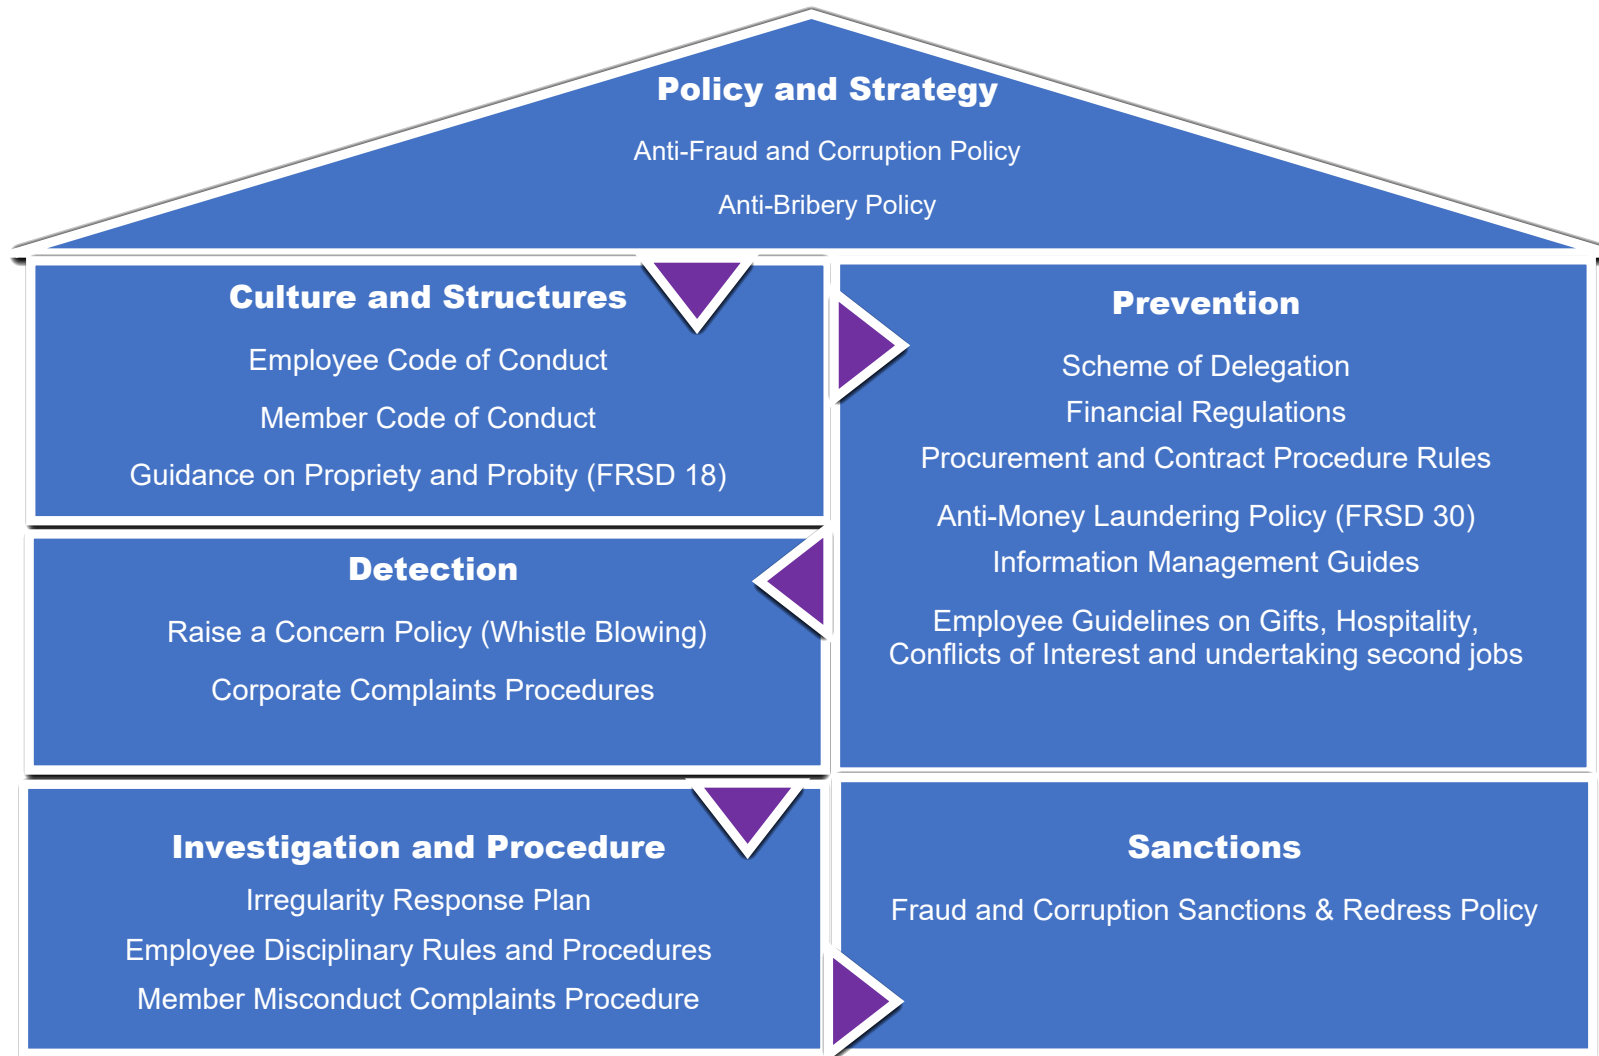 Policy and Strategy
Anti-Fraud and Corruption Policy
Anti-Bribery Policy
Culture and Structures
Employee Code of Conduct
Member Code of Conduct
Guidance on Propriety and Probity (FRSD 18)
Prevention
Scheme of Delegation
Financial Regulations
Procurement and Contract Procedure Rules
Anti-Money Laundering Policy (FRSD 30)
Information Management Guides
Employee Guidelines on Gifts, Hospitality,
Conflicts of Interest and undertaking second jobs
Detection
Raise a Concern Policy (Whistle Blowing)
Corporate Complaints Procedures
Investigation and Procedure
Irregularity Response Plan
Employee Disciplinary Rules and Procedures
Member Misconduct Complaints Procedure
Sanctions
Fraud and Corruption Sanctions & Redress Policy